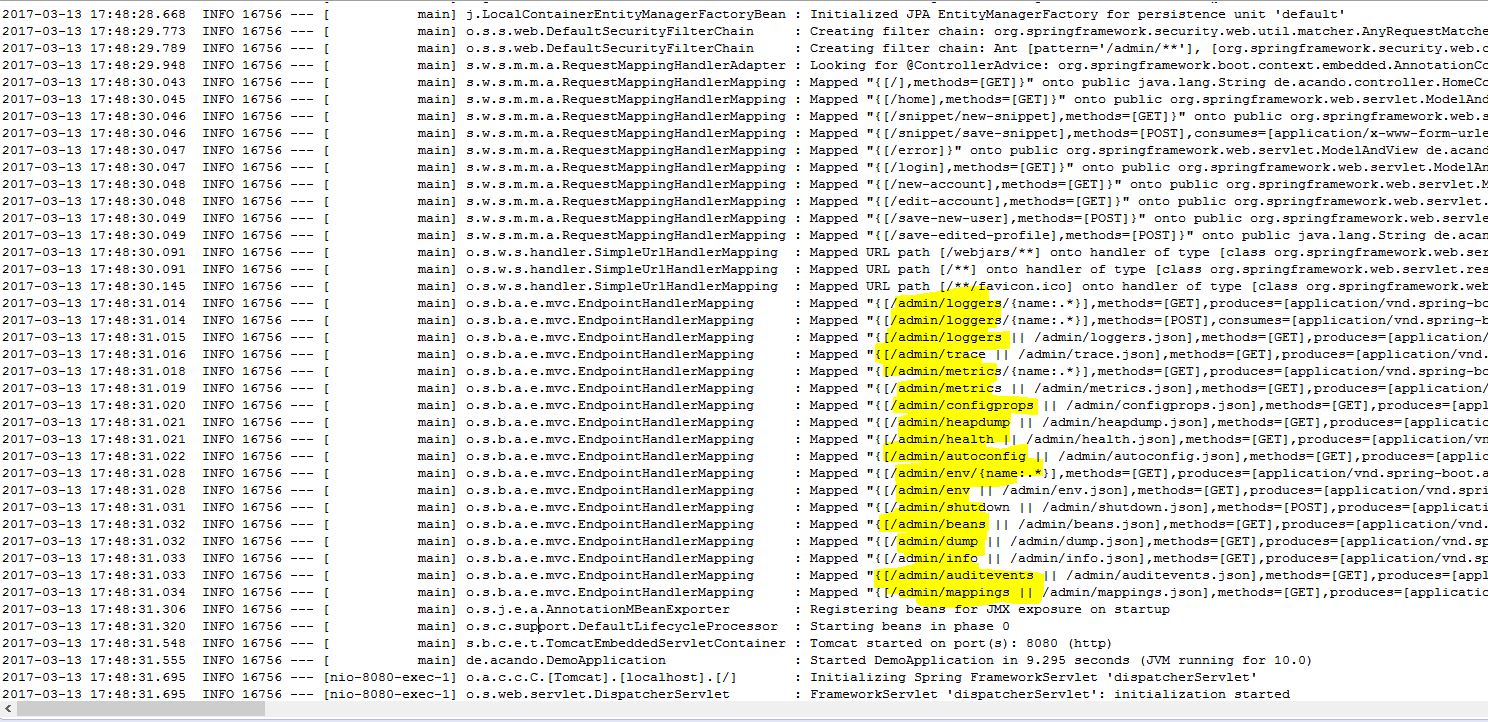 2017-03-13 17:48:28.668  INFO 16756 --- [           main] j.LocalContainerEntityManagerFactoryBean : Initialized JPA EntityManagerFactory for persistence unit 'default'
2017-03-13 17:48:29.773  INFO 16756 --- [           main] o.s.s.web.DefaultSecurityFilterChain     : Creating filter chain: org.springframework.security.web.util.matcher.AnyRequestMatche
2017-03-13 17:48:29.789  INFO 16756 --- [           main] o.s.s.web.DefaultSecurityFilterChain     : Creating filter chain: Ant [pattern='/admin/**'], [org.springframework.security.web.c
2017-03-13 17:48:29.948  INFO 16756 --- [           main] s.w.s.m.m.a.RequestMappingHandlerAdapter : Looking for @ControllerAdvice: org.springframework.boot.context.embedded.AnnotationCo
2017-03-13 17:48:30.043  INFO 16756 --- [           main] s.w.s.m.m.a.RequestMappingHandlerMapping : Mapped "{[/],methods=[GET]}" onto public java.lang.String de.acando.controller.HomeCo
2017-03-13 17:48:30.045  INFO 16756 --- [           main] s.w.s.m.m.a.RequestMappingHandlerMapping : Mapped "{[/home],methods=[GET]}" onto public org.springframework.web.servlet.ModelAnd
2017-03-13 17:48:30.046  INFO 16756 --- [           main] s.w.s.m.m.a.RequestMappingHandlerMapping : Mapped "{[/snippet/new-snippet],methods=[GET]}" onto public org.springframework.web.s
2017-03-13 17:48:30.046  INFO 16756 --- [           main] s.w.s.m.m.a.RequestMappingHandlerMapping : Mapped "{[/snippet/save-snippet],methods=[POST],consumes=[application/x-www-form-urle
2017-03-13 17:48:30.046  INFO 16756 --- [           main] s.w.s.m.m.a.RequestMappingHandlerMapping : Mapped "{[/error]}" onto public org.springframework.web.servlet.ModelAndView de.acand
2017-03-13 17:48:30.047  INFO 16756 --- [           main] s.w.s.m.m.a.RequestMappingHandlerMapping : Mapped "{[/login],methods=[GET]}" onto public org.springframework.web.servlet.ModelAn
2017-03-13 17:48:30.048  INFO 16756 --- [           main] s.w.s.m.m.a.RequestMappingHandlerMapping : Mapped "{[/new-account],methods=[GET]}" onto public org.springframework.web.servlet.M
2017-03-13 17:48:30.048  INFO 16756 --- [           main] s.w.s.m.m.a.RequestMappingHandlerMapping : Mapped "{[/edit-account],methods=[GET]}" onto public org.springframework.web.servlet.
2017-03-13 17:48:30.049  INFO 16756 --- [           main] s.w.s.m.m.a.RequestMappingHandlerMapping : Mapped "{[/save-new-user],methods=[POST]}" onto public org.springframework.web.servle
2017-03-13 17:48:30.049  INFO 16756 --- [           main] s.w.s.m.m.a.RequestMappingHandlerMapping : Mapped "{[/save-edited-profile],methods=[POST]}" onto public java.lang.String de.acan
2017-03-13 17:48:30.091  INFO 16756 --- [           main] o.s.w.s.handler.SimpleUrlHandlerMapping  : Mapped URL path [/webjars/**] onto handler of type [class org.springframework.web.ser
2017-03-13 17:48:30.091  INFO 16756 --- [           main] o.s.w.s.handler.SimpleUrlHandlerMapping  : Mapped URL path [/**] onto handler of type [class org.springframework.web.servlet.res
2017-03-13 17:48:30.145  INFO 16756 --- [           main] o.s.w.s.handler.SimpleUrlHandlerMapping  : Mapped URL path [/**/favicon.ico] onto handler of type [class org.springframework.web
2017-03-13 17:48:31.014  INFO 16756 --- [           main] o.s.b.a.e.mvc.EndpointHandlerMapping     : Mapped "{[/admin/loggers/{name:.*}],methods=[GET],produces=[application/vnd.spring-bo
2017-03-13 17:48:31.014  INFO 16756 --- [           main] o.s.b.a.e.mvc.EndpointHandlerMapping     : Mapped "{[/admin/loggers/{name:.*}],methods=[POST],consumes=[application/vnd.spring-b
2017-03-13 17:48:31.015  INFO 16756 --- [           main] o.s.b.a.e.mvc.EndpointHandlerMapping     : Mapped "{[/admin/loggers || /admin/loggers.json],methods=[GET],produces=[application/
2017-03-13 17:48:31.016  INFO 16756 --- [           main] o.s.b.a.e.mvc.EndpointHandlerMapping     : Mapped "{[/admin/trace || /admin/trace.json],methods=[GET],produces=[application/vnd.
2017-03-13 17:48:31.018  INFO 16756 --- [           main] o.s.b.a.e.mvc.EndpointHandlerMapping     : Mapped "{[/admin/metrics/{name:.*}],methods=[GET],produces=[application/vnd.spring-bo
2017-03-13 17:48:31.019  INFO 16756 --- [           main] o.s.b.a.e.mvc.EndpointHandlerMapping     : Mapped "{[/admin/metrics || /admin/metrics.json],methods=[GET],produces=[application/
2017-03-13 17:48:31.020  INFO 16756 --- [           main] o.s.b.a.e.mvc.EndpointHandlerMapping     : Mapped "{[/admin/configprops || /admin/configprops.json],methods=[GET],produces=[appl
2017-03-13 17:48:31.021  INFO 16756 --- [           main] o.s.b.a.e.mvc.EndpointHandlerMapping     : Mapped "{[/admin/heapdump || /admin/heapdump.json],methods=[GET],produces=[applicatio
2017-03-13 17:48:31.021  INFO 16756 --- [           main] o.s.b.a.e.mvc.EndpointHandlerMapping     : Mapped "{[/admin/health || /admin/health.json],methods=[GET],produces=[application/vn
2017-03-13 17:48:31.022  INFO 16756 --- [           main] o.s.b.a.e.mvc.EndpointHandlerMapping     : Mapped "{[/admin/autoconfig || /admin/autoconfig.json],methods=[GET],produces=[applic
2017-03-13 17:48:31.028  INFO 16756 --- [           main] o.s.b.a.e.mvc.EndpointHandlerMapping     : Mapped "{[/admin/env/{name:.*}],methods=[GET],produces=[application/vnd.spring-boot.a
2017-03-13 17:48:31.028  INFO 16756 --- [           main] o.s.b.a.e.mvc.EndpointHandlerMapping     : Mapped "{[/admin/env || /admin/env.json],methods=[GET],produces=[application/vnd.spri
2017-03-13 17:48:31.031  INFO 16756 --- [           main] o.s.b.a.e.mvc.EndpointHandlerMapping     : Mapped "{[/admin/shutdown || /admin/shutdown.json],methods=[POST],produces=[applicati
2017-03-13 17:48:31.032  INFO 16756 --- [           main] o.s.b.a.e.mvc.EndpointHandlerMapping     : Mapped "{[/admin/beans || /admin/beans.json],methods=[GET],produces=[application/vnd.
2017-03-13 17:48:31.032  INFO 16756 --- [           main] o.s.b.a.e.mvc.EndpointHandlerMapping     : Mapped "{[/admin/dump || /admin/dump.json],methods=[GET],produces=[application/vnd.sp
2017-03-13 17:48:31.033  INFO 16756 --- [           main] o.s.b.a.e.mvc.EndpointHandlerMapping     : Mapped "{[/admin/info || /admin/info.json],methods=[GET],produces=[application/vnd.sp
2017-03-13 17:48:31.033  INFO 16756 --- [           main] o.s.b.a.e.mvc.EndpointHandlerMapping     : Mapped "{[/admin/auditevents || /admin/auditevents.json],methods=[GET],produces=[appl
2017-03-13 17:48:31.034  INFO 16756 --- [           main] o.s.b.a.e.mvc.EndpointHandlerMapping     : Mapped "{[/admin/mappings || /admin/mappings.json],methods=[GET],produces=[applicatio
2017-03-13 17:48:31.306  INFO 16756 --- [           main] o.s.j.e.a.AnnotationMBeanExporter        : Registering beans for JMX exposure on startup
2017-03-13 17:48:31.320  INFO 16756 --- [           main] o.s.c.support.DefaultLifecycleProcessor  : Starting beans in phase 0
2017-03-13 17:48:31.548  INFO 16756 --- [           main] s.b.c.e.t.TomcatEmbeddedServletContainer : Tomcat started on port(s): 8080 (http)
2017-03-13 17:48:31.555  INFO 16756 --- [           main] de.acando.DemoApplication                : Started DemoApplication in 9.295 seconds (JVM running for 10.0)
2017-03-13 17:48:31.695  INFO 16756 --- [nio-8080-exec-1] o.a.c.c.C.[Tomcat].[localhost].[/]       : Initializing Spring FrameworkServlet 'dispatcherServlet'
2017-03-13 17:48:31.695  INFO 16756 --- [nio-8080-exec-1] o.s.web.servlet.DispatcherServlet        : FrameworkServlet 'dispatcherServlet': initialization started